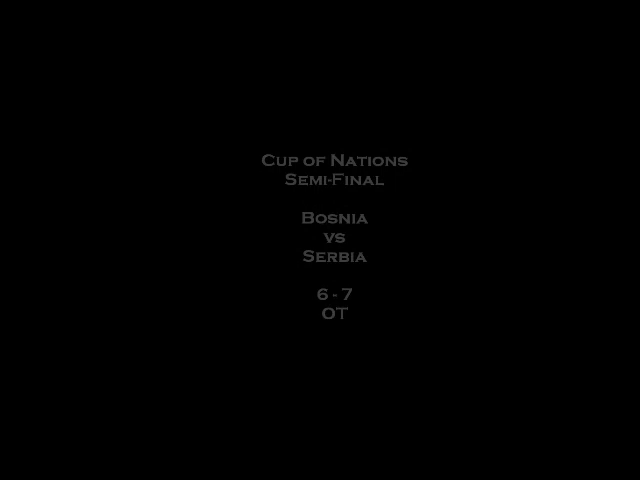 Cup of Nations
Semi-Final
Bosnia
vs
Serbia
6 - 7
OT